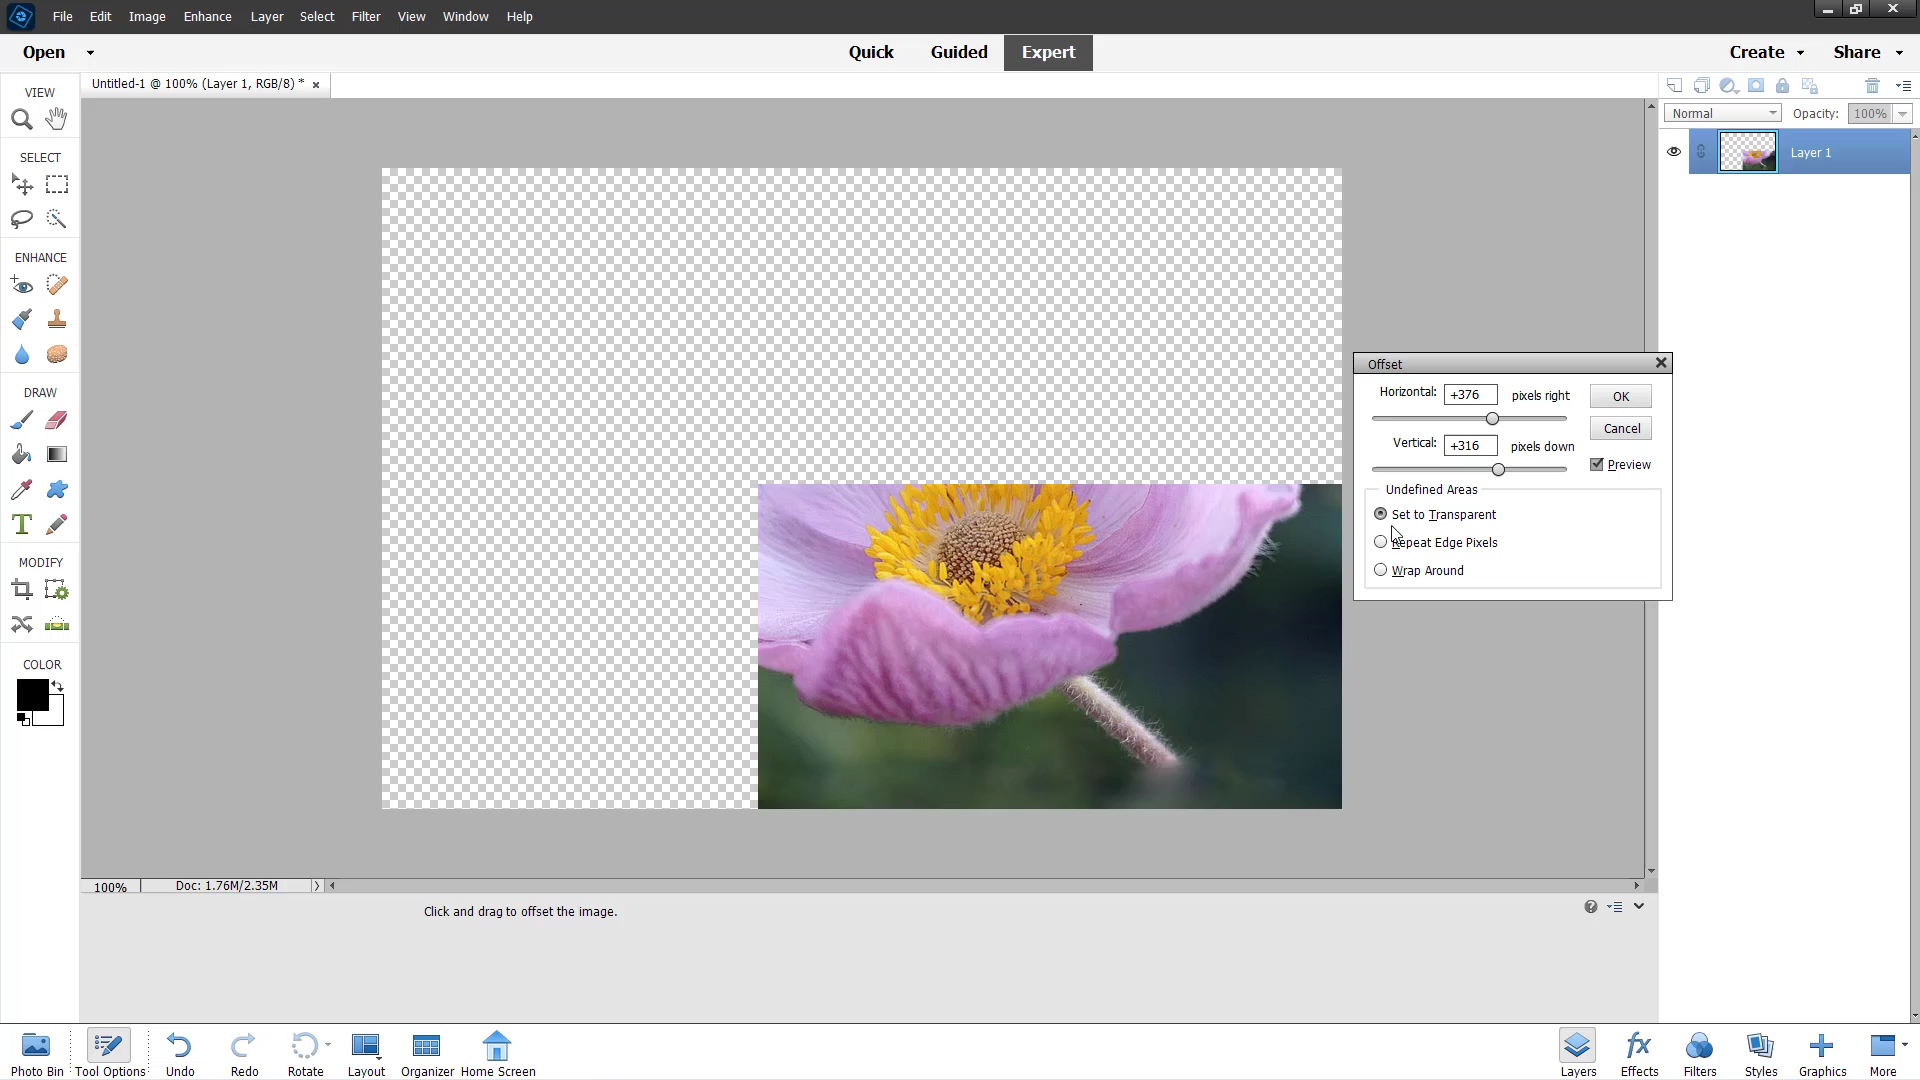 File Edit Image Enhance Layer Select Filter View Window Help
Open Quick Guided Expert Create Share
Untitled-1 @ 100% (Layer 1, RGB/8) * x
VIEW
SELECT
ENHANCE
DRAW
T
MODIFY
COLOR
Normal Opacity: 100%
Layer 1
Offset
Horizontal: +376 pixels right OK
Cancel
Vertical: +316 pixels down
Preview
Undefined Areas
Set to Transparent
Repeat Edge Pixels
Wrap Around
100% Doc: 1.76M/2.35M
Click and drag to offset the image.
Photo Bin Tool Options Undo Redo Rotate Layout Organizer Home Screen
fx
Layers Effects Filters Styles Graphics More